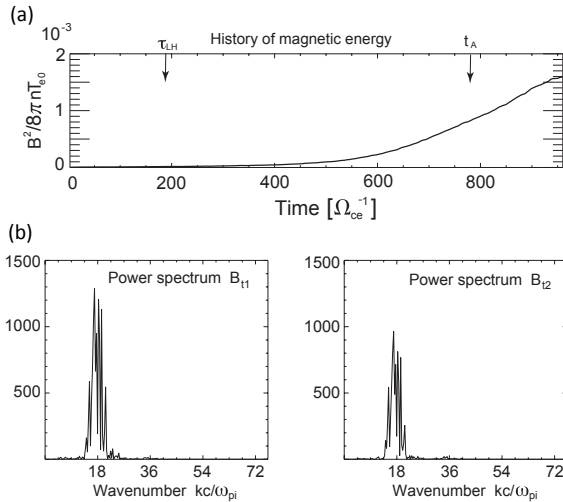 (a)
τLH History of magnetic energy tA
B²/8π nTe0
×10⁻³
2
1
0
0 200 400 600 800
Time [Ωce⁻¹]
(b)
1500 1500
Power spectrum Bt1 Power spectrum Bt2
1000 1000
500 500
18 36 54 72 18 36 54 72
Wavenumber kc/ωpi Wavenumber kc/ωpi